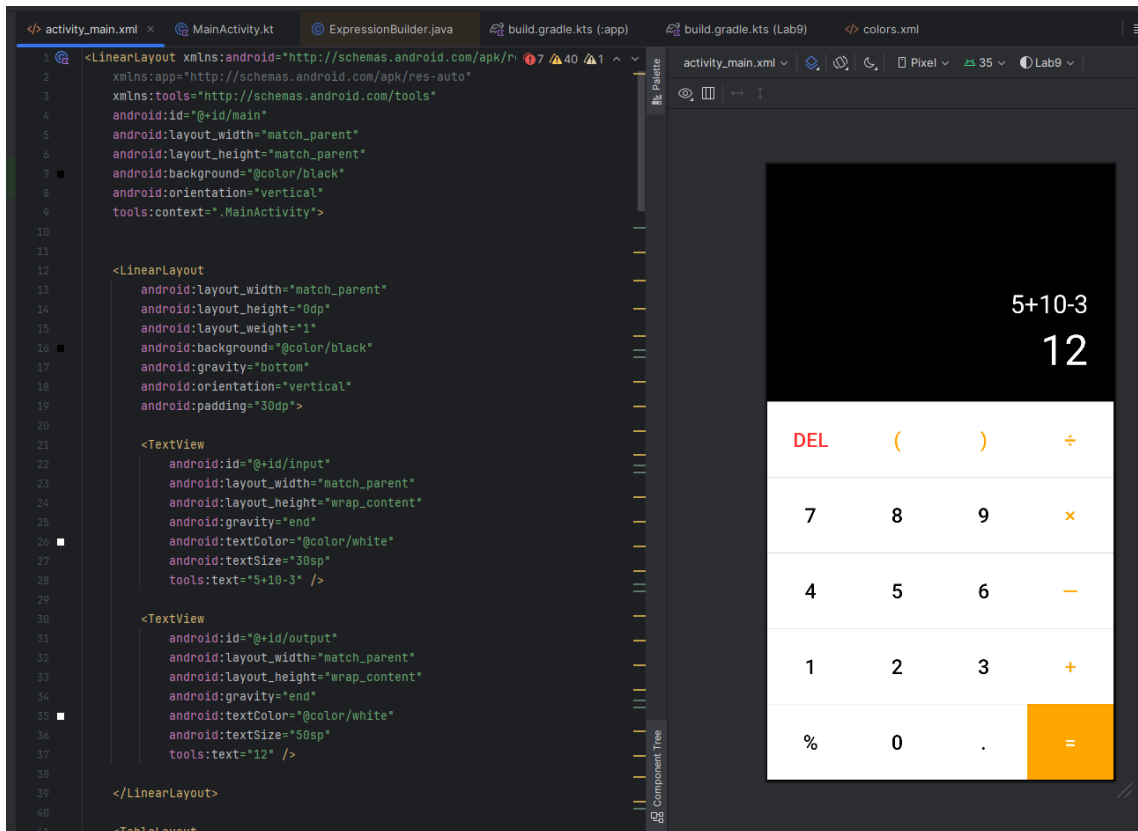 activity_main.xml
MainActivity.kt
ExpressionBuilder.java
build.gradle.kts (:app)
build.gradle.kts (Lab9)
colors.xml
7 40 1
Palette
activity_main.xml
Pixel
35
Lab9
1 <LinearLayout xmlns:android="http://schemas.android.com/apk/r
2 xmlns:app="http://schemas.android.com/apk/res-auto"
3 xmlns:tools="http://schemas.android.com/tools"
4 android:id="@+id/main"
5 android:layout_width="match_parent"
6 android:layout_height="match_parent"
7 android:background="@color/black"
8 android:orientation="vertical"
9 tools:context=".MainActivity">
10
11
12 <LinearLayout
13 android:layout_width="match_parent"
14 android:layout_height="0dp"
15 android:layout_weight="1"
16 android:background="@color/black"
17 android:gravity="bottom"
18 android:orientation="vertical"
19 android:padding="30dp">
20
21 <TextView
22 android:id="@+id/input"
23 android:layout_width="match_parent"
24 android:layout_height="wrap_content"
25 android:gravity="end"
26 android:textColor="@color/white"
27 android:textSize="30sp"
28 tools:text="5+10-3" />
29
30 <TextView
31 android:id="@+id/output"
32 android:layout_width="match_parent"
33 android:layout_height="wrap_content"
34 android:gravity="end"
35 android:textColor="@color/white"
36 android:textSize="50sp"
37 tools:text="12" />
38
39 </LinearLayout>
40
Component Tree
5+10-3
12
DEL ( ) ÷
7 8 9 ×
4 5 6 —
1 2 3 +
% 0 . =